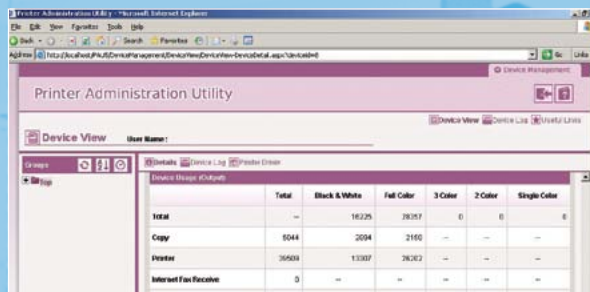 Printer Administration Utility - Microsoft Internet Explorer
File Edit View Favorites Tools Help
Back Search Favorites
Address Go Links
Device Management
Printer Administration Utility
Device View Device Log Useful Links
Device View User Name :
Groups Details Device Log Printer Driver
Top
Device Usage (Output)
Total Black & White Full Color 3 Color 2 Color Single Color
Total -- 16225 28357 0 0 0
Copy 5044 2094 2150 -- -- --
Printer 39509 13307 26202 -- -- --
Internet Fax Receive 0 -- -- -- -- --